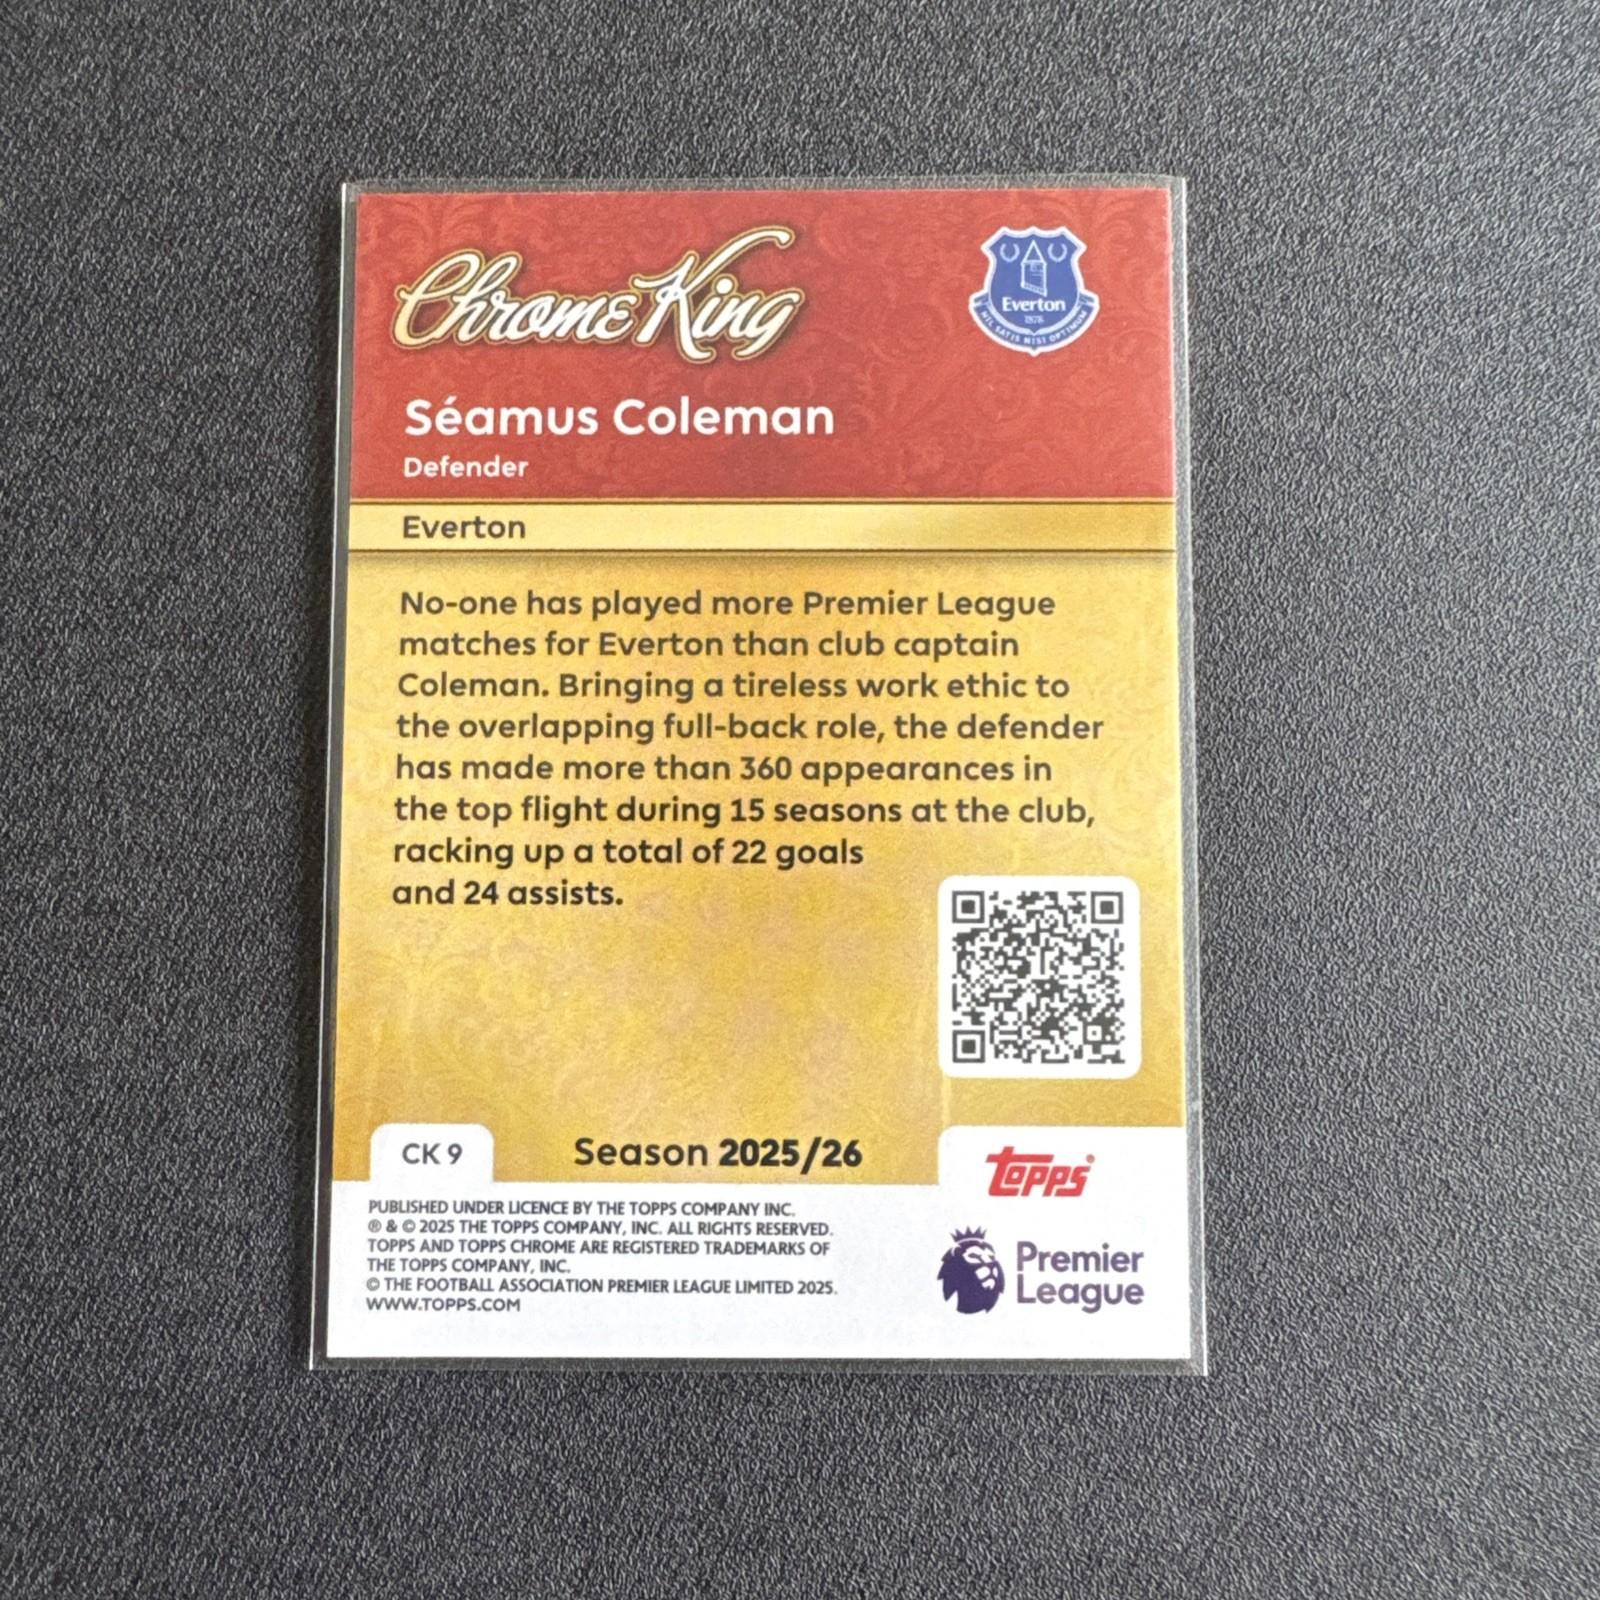 Chrome King
Everton
1878
NIL SATIS NISI OPTIMUM
Séamus Coleman
Defender
Everton
No-one has played more Premier League
matches for Everton than club captain
Coleman. Bringing a tireless work ethic to
the overlapping full-back role, the defender
has made more than 360 appearances in
the top flight during 15 seasons at the club,
racking up a total of 22 goals
and 24 assists.
CK 9
Season 2025/26
topps
PUBLISHED UNDER LICENCE BY THE TOPPS COMPANY INC.
® & © 2025 THE TOPPS COMPANY, INC. ALL RIGHTS RESERVED.
TOPPS AND TOPPS CHROME ARE REGISTERED TRADEMARKS OF
THE TOPPS COMPANY, INC.
© THE FOOTBALL ASSOCIATION PREMIER LEAGUE LIMITED 2025.
WWW.TOPPS.COM
Premier
League